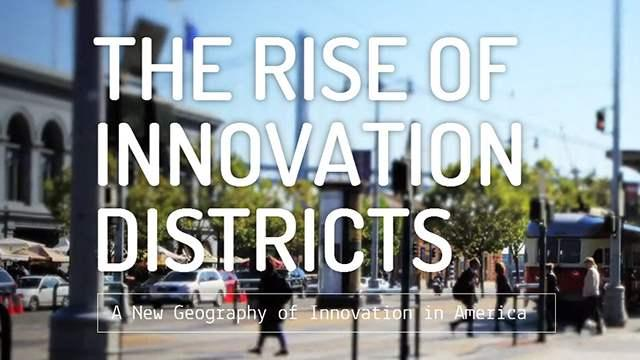 THE RISE OF
INNOVATION
DISTRICTS
A New Geography of Innovation in America